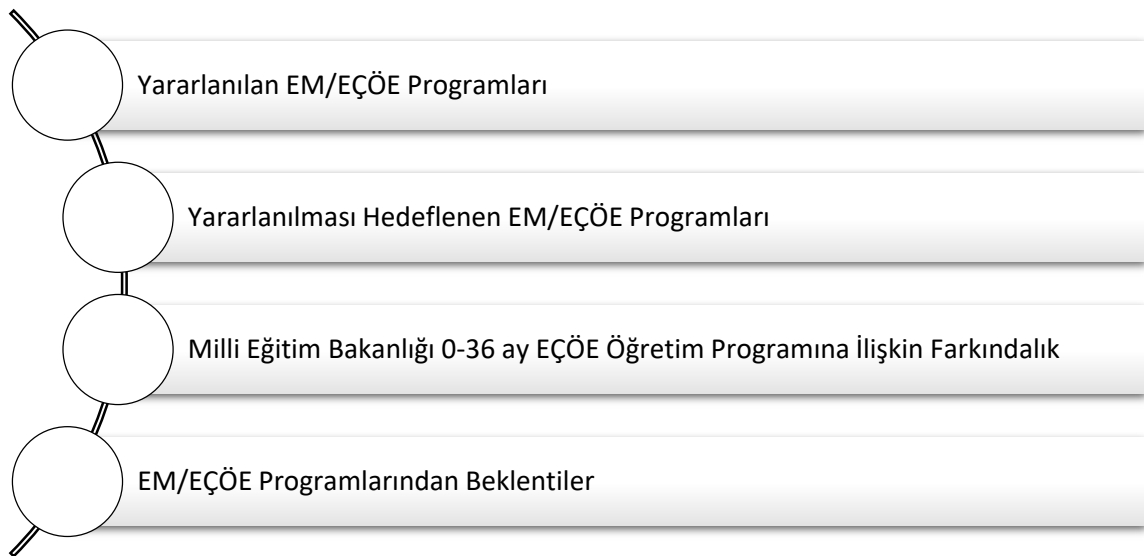 Yararlanılan EM/EÇÖE Programları
Yararlanılması Hedeflenen EM/EÇÖE Programları
Milli Eğitim Bakanlığı 0-36 ay EÇÖE Öğretim Programına İlişkin Farkındalık
EM/EÇÖE Programlarından Beklentiler